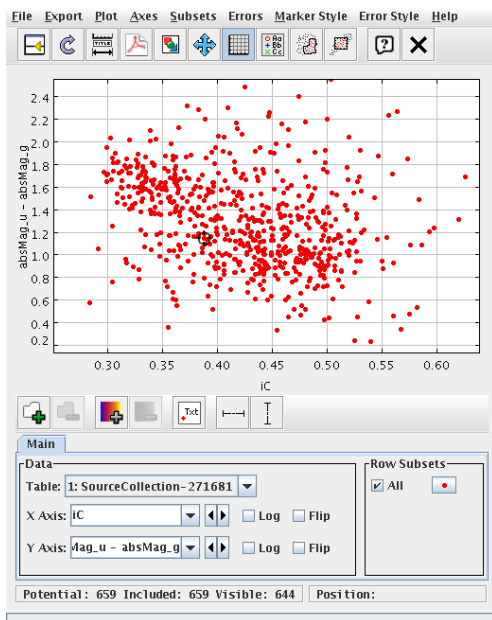 File Export Plot Axes Subsets Errors Marker Style Error Style Help
TITLE Aa Bb Cc ?
absMag_u - absMag_g
2.4
2.2
2.0
1.8
1.6
1.4
1.2
1.0
0.8
0.6
0.4
0.2
0.30 0.35 0.40 0.45 0.50 0.55 0.60
iC
Txt
Main
Data Row Subsets
Table: 1: SourceCollection-271681 All
X Axis: iC Log Flip
Y Axis: Mag_u - absMag_g Log Flip
Potential: 659 Included: 659 Visible: 644 Position: